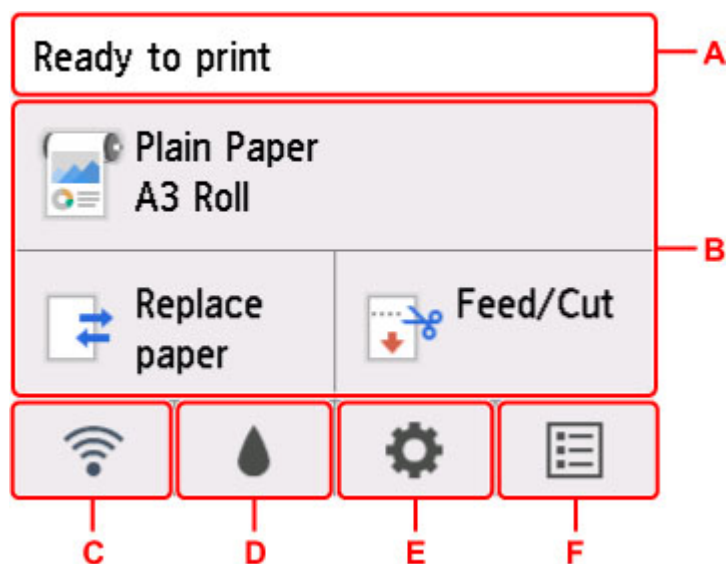 Ready to print
A
Plain Paper
A3 Roll
B
Replace
paper
Feed/Cut
C
D
E
F